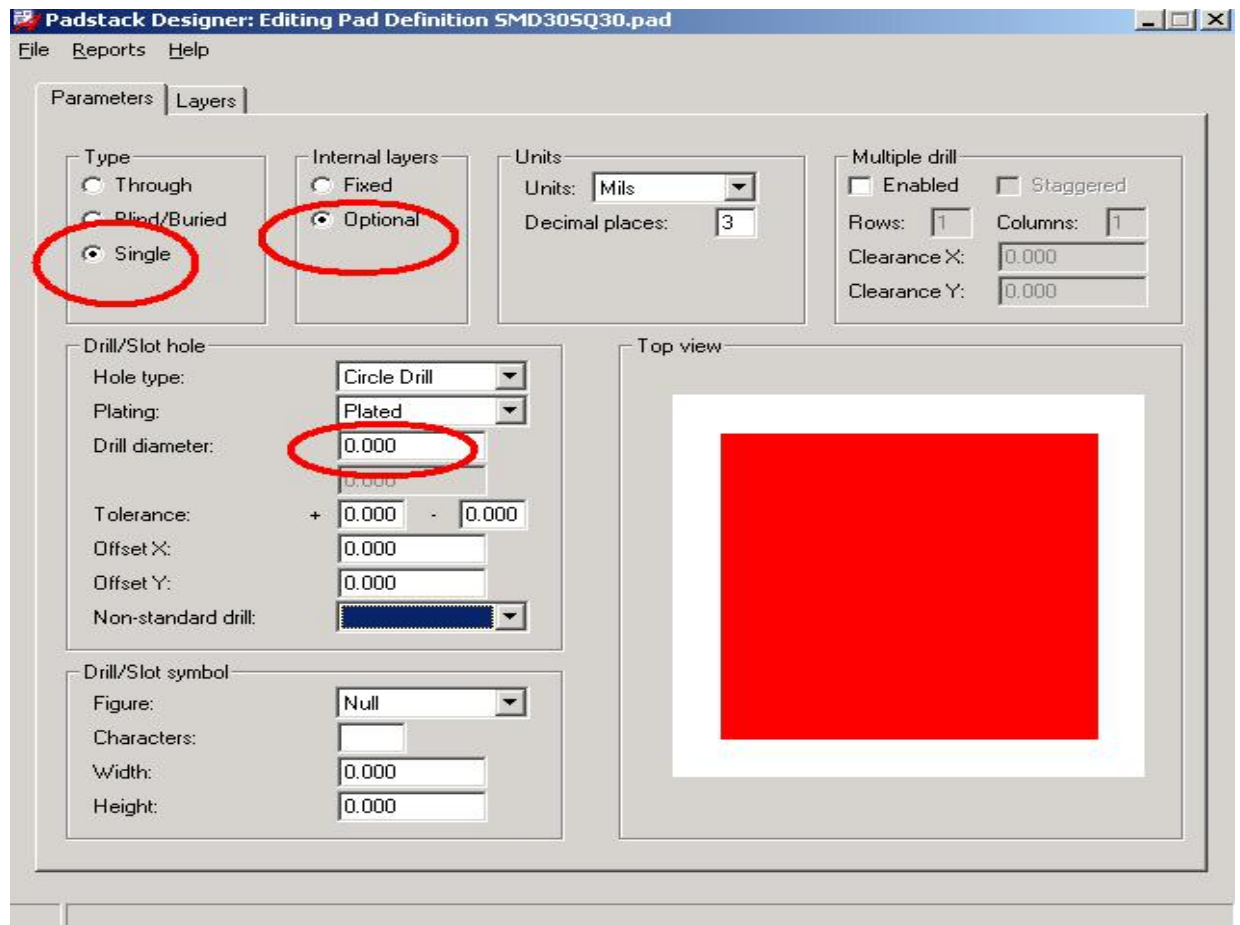 Padstack Designer: Editing Pad Definition SMD30SQ30.pad
File Reports Help
Parameters Layers
Type
Through
Blind/Buried
Single
Internal layers
Fixed
Optional
Units
Units: Mils
Decimal places: 3
Multiple drill
Enabled Staggered
Rows: 1 Columns: 1
Clearance X: 0.000
Clearance Y: 0.000
Drill/Slot hole
Hole type: Circle Drill
Plating: Plated
Drill diameter: 0.000
0.000
Tolerance: + 0.000 - 0.000
Offset X: 0.000
Offset Y: 0.000
Non-standard drill:
Drill/Slot symbol
Figure: Null
Characters:
Width: 0.000
Height: 0.000
Top view